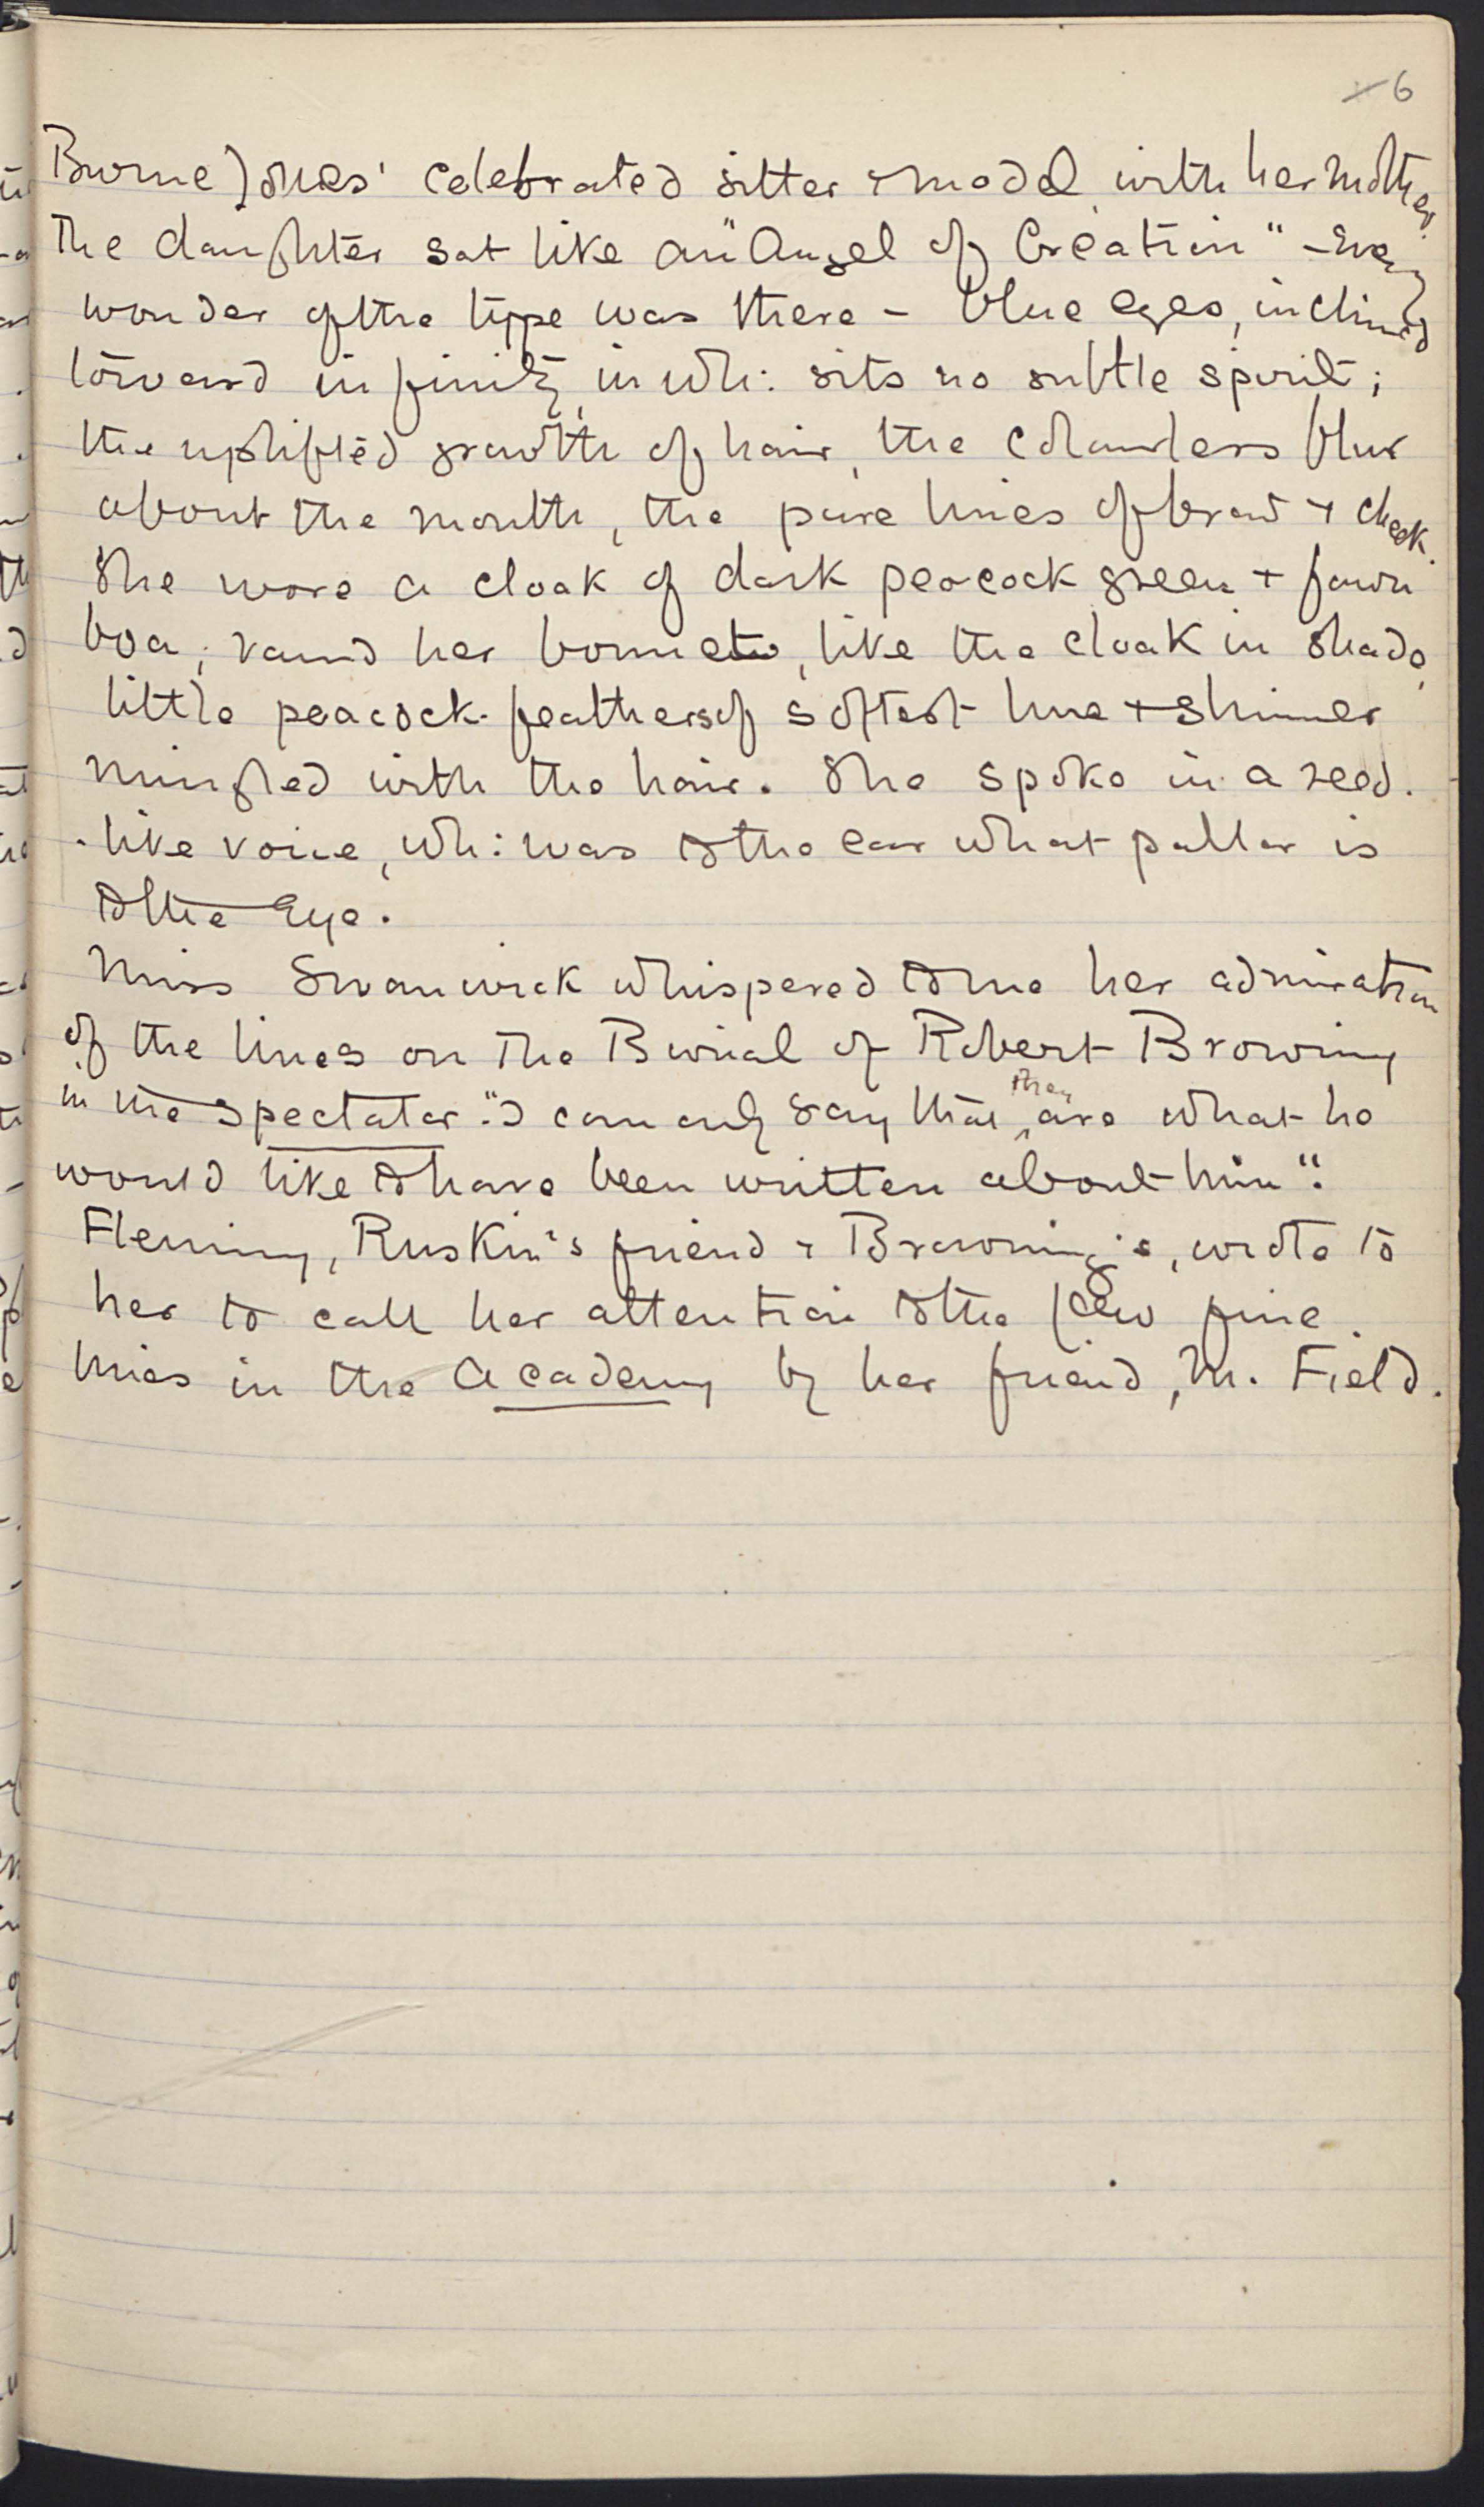 6
Burne Jones' celebrated sitter & model with her mother.
The daughter sat like an "Angel of Creation" - Every
wonder of the type was there - blue eyes, inclined
toward infinity, in wh: sits no subtle spirit;
the uplifted growth of hair, the colourless blur
about the mouth, the pure lines of brow & cheek.
She wore a cloak of dark peacock green & fawn
boa; round her bonnet, like the cloak in shade,
little peacock-feathers of softest hue & shimmer
mingled with the hair. She spoke in a reed-
-like voice, wh: was to the ear what pallor is
to the Eye.
Miss Swanwick whispered to me her admiration
of the lines on The Burial of Robert Browning
in the Spectator. "I can only say that they are what he
would like to have been written about him".
Fleming, Ruskin's friend & Browning's, wrote to
her to call her attention to the few fine
lines in the Academy by her friend, Mr. Field.